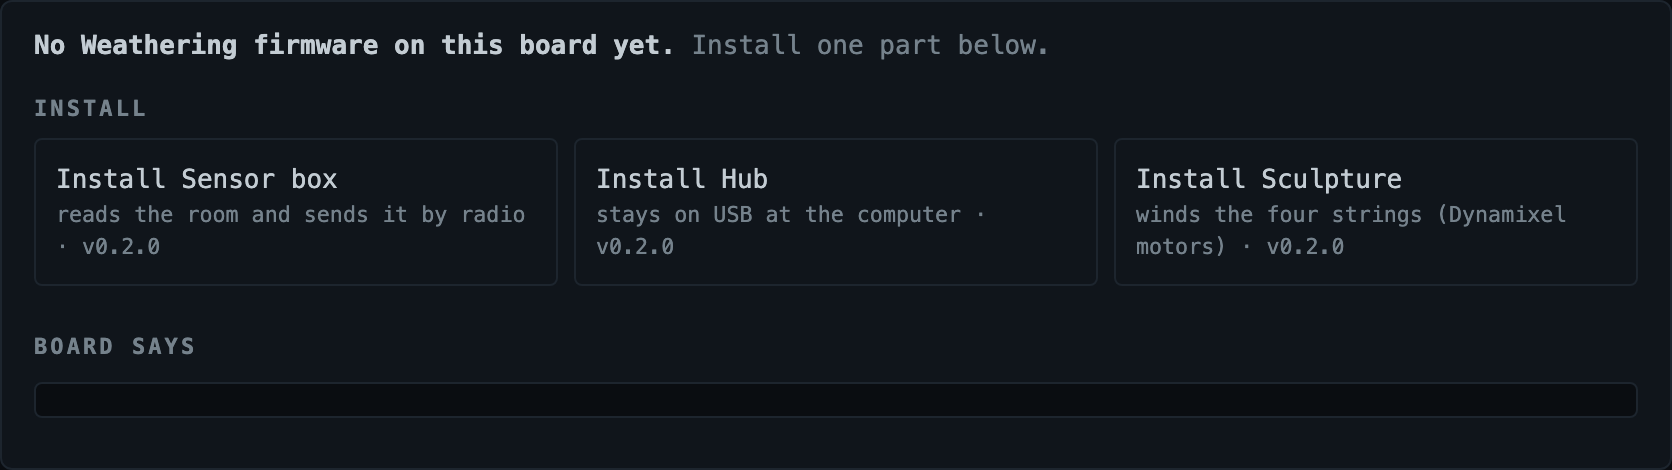 No Weathering firmware on this board yet. Install one part below.
INSTALL
Install Sensor box
reads the room and sends it by radio
· v0.2.0
Install Hub
stays on USB at the computer ·
v0.2.0
Install Sculpture
winds the four strings (Dynamixel
motors) · v0.2.0
BOARD SAYS